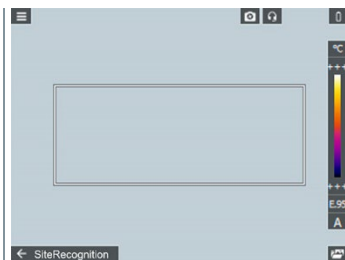 °C
+++
+++
E.95
A
← SiteRecognition